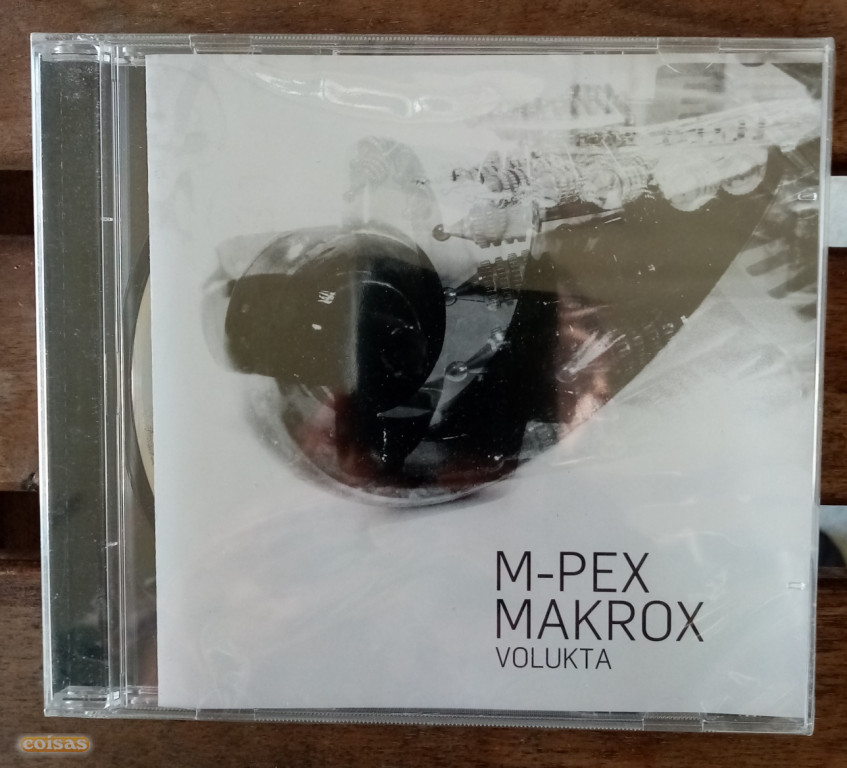 M-PEX
MAKROX
VOLUKTA
coisas